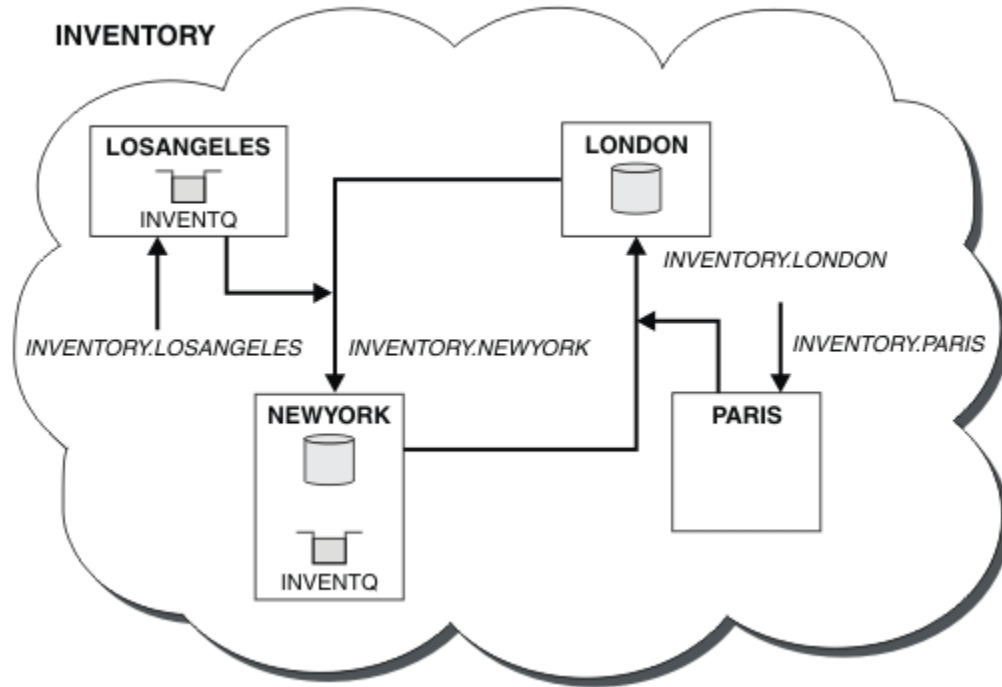 INVENTORY
LOSANGELES
INVENTQ
LONDON
INVENTORY.LONDON
INVENTORY.LOSANGELES
INVENTORY.NEWYORK
INVENTORY.PARIS
NEWYORK
INVENTQ
PARIS